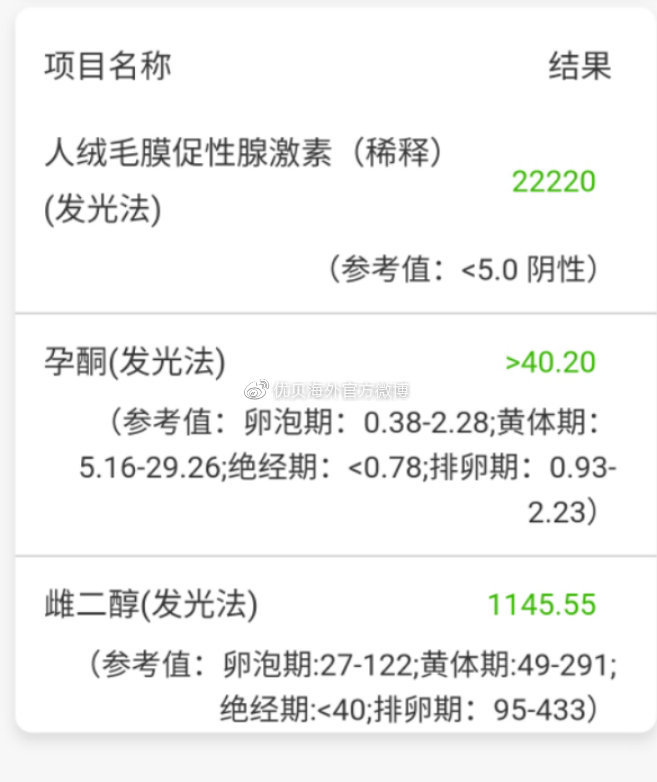 项目名称 结果
人绒毛膜促性腺激素（稀释）
22220
(发光法)
（参考值：<5.0 阴性）
孕酮(发光法) >40.20
优贝海外官方微博
（参考值：卵泡期：0.38-2.28;黄体期：
5.16-29.26;绝经期：<0.78;排卵期：0.93-
2.23）
雌二醇(发光法) 1145.55
（参考值：卵泡期:27-122;黄体期:49-291;
绝经期:<40;排卵期：95-433）